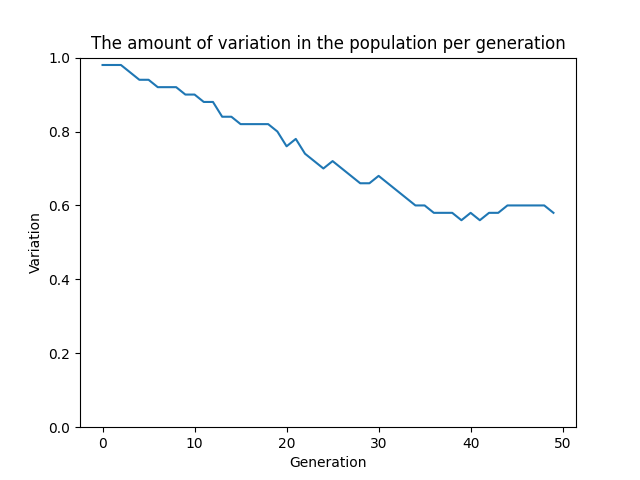 The amount of variation in the population per generation
1.0
0.8
0.6
0.4
0.2
0.0
Variation
0 10 20 30 40 50
Generation